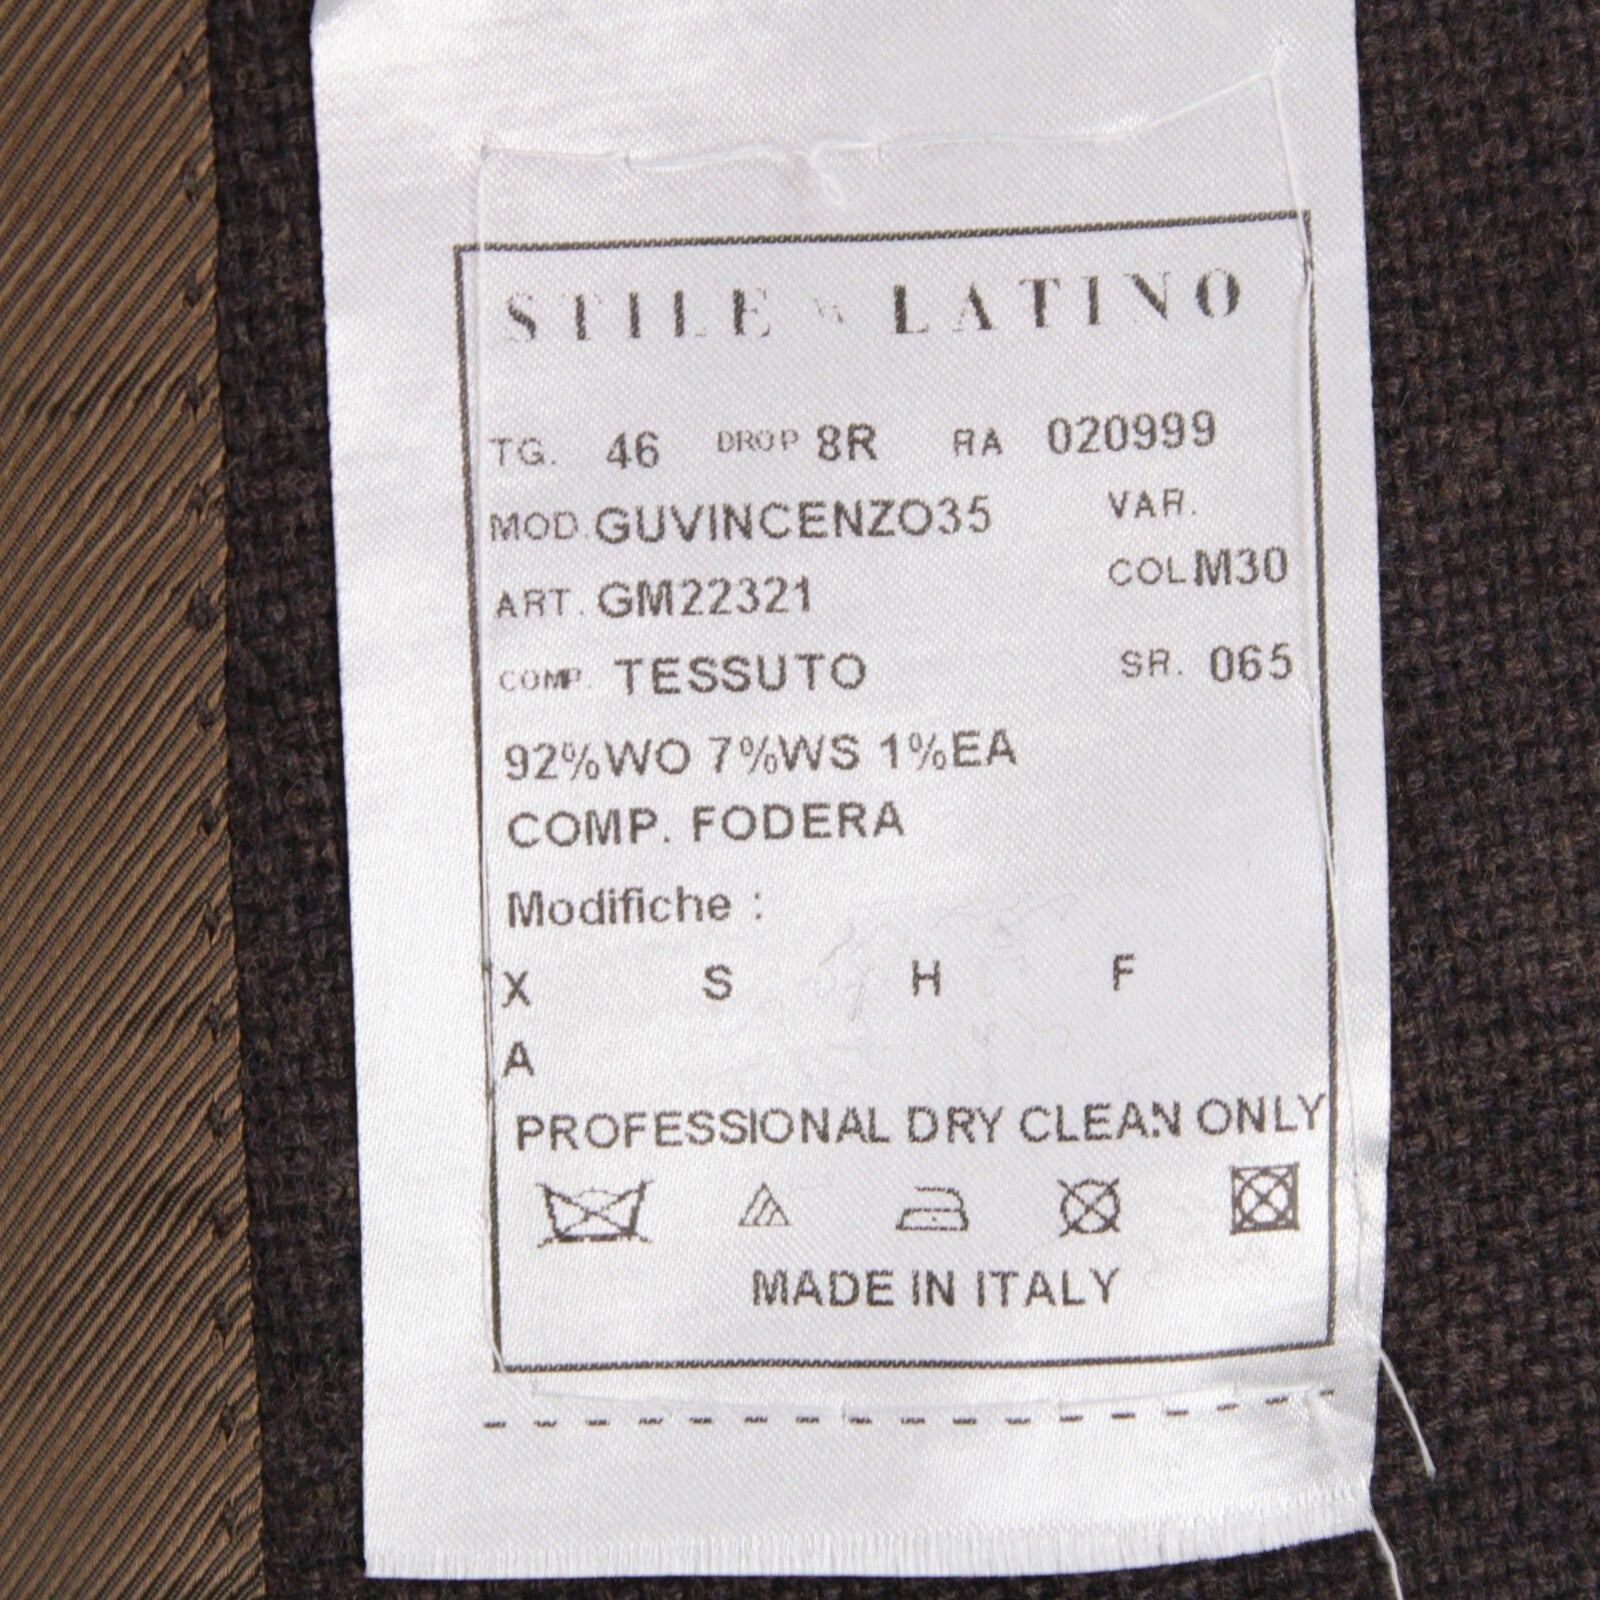 STILE LATINO
TG. 46 DROP 8R RA 020999
MOD. GUVINCENZO35 VAR.
ART. GM22321 COL M30
COMP. TESSUTO SR. 065
92%WO 7%WS 1%EA
COMP. FODERA
Modifiche :
X S H F
A
PROFESSIONAL DRY CLEAN ONLY
MADE IN ITALY